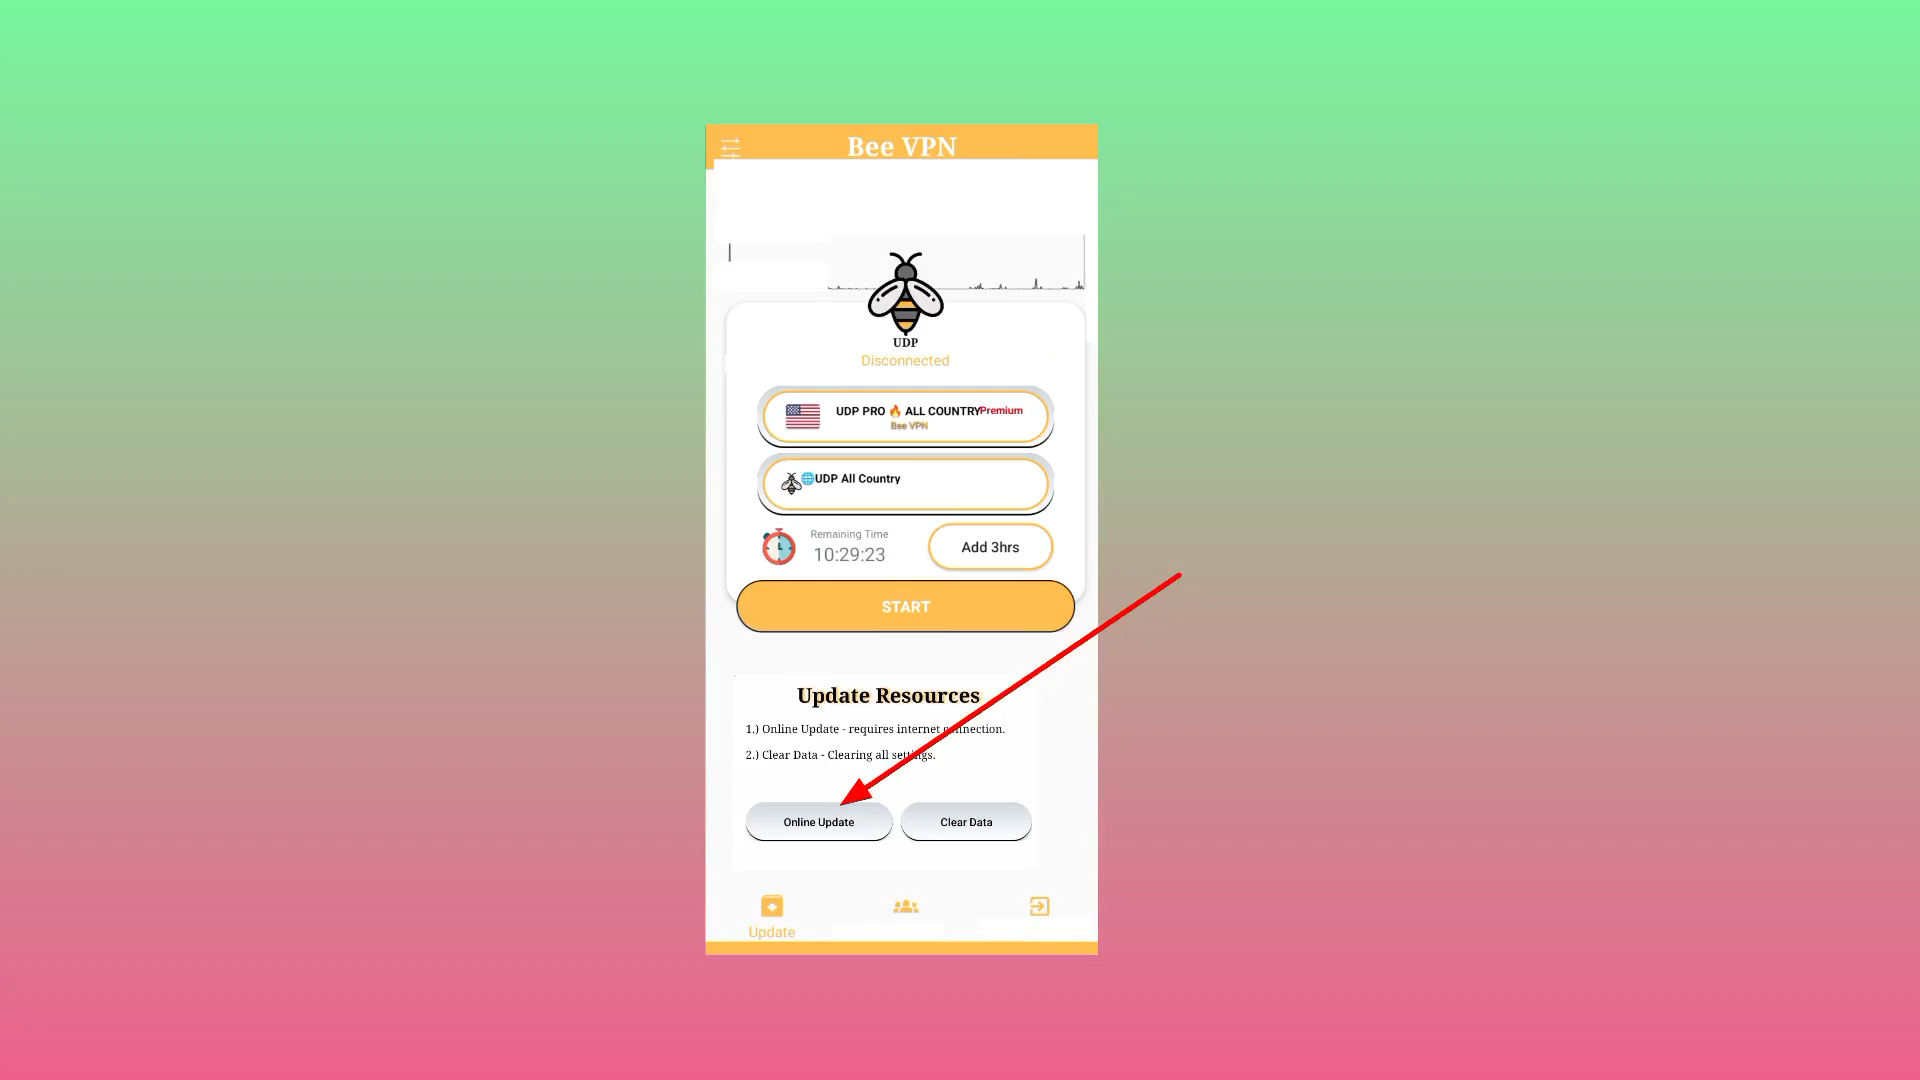 Bee VPN
UDP
Disconnected
UDP PRO 🔥 ALL COUNTRYPremium
Bee VPN
🌐UDP All Country
Remaining Time
10:29:23
Add 3hrs
START
Update Resources
1.) Online Update - requires internet connection.
2.) Clear Data - Clearing all settings.
Online Update
Clear Data
Update